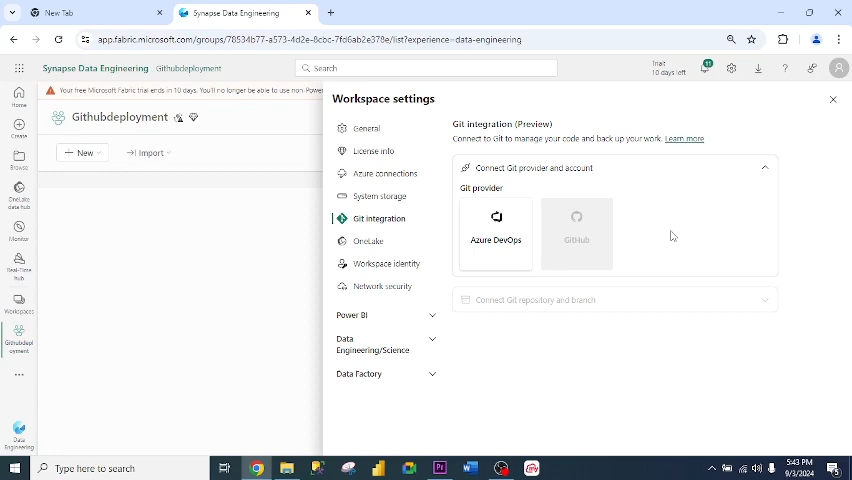 New Tab
Synapse Data Engineering
app.fabric.microsoft.com/groups/78534b77-a573-4d2e-8cbc-7fd6ab2e378e/list?experience=data-engineering
Synapse Data Engineering Githubdeployment
Search
Trial:
10 days left
11
Your free Microsoft Fabric trial ends in 10 days. You'll no longer be able to use non-Power
Home
Create
Browse
OneLake
data hub
Monitor
Real-Time
hub
Workspaces
Githubdepl
oyment
Data
Engineering
Githubdeployment
New
Import
Workspace settings
General
License info
Azure connections
System storage
Git integration
OneLake
Workspace identity
Network security
Power BI
Data
Engineering/Science
Data Factory
Git integration (Preview)
Connect to Git to manage your code and back up your work. Learn more
Connect Git provider and account
Git provider
Azure DevOps
GitHub
Connect Git repository and branch
Type here to search
5:43 PM
9/3/2024
5